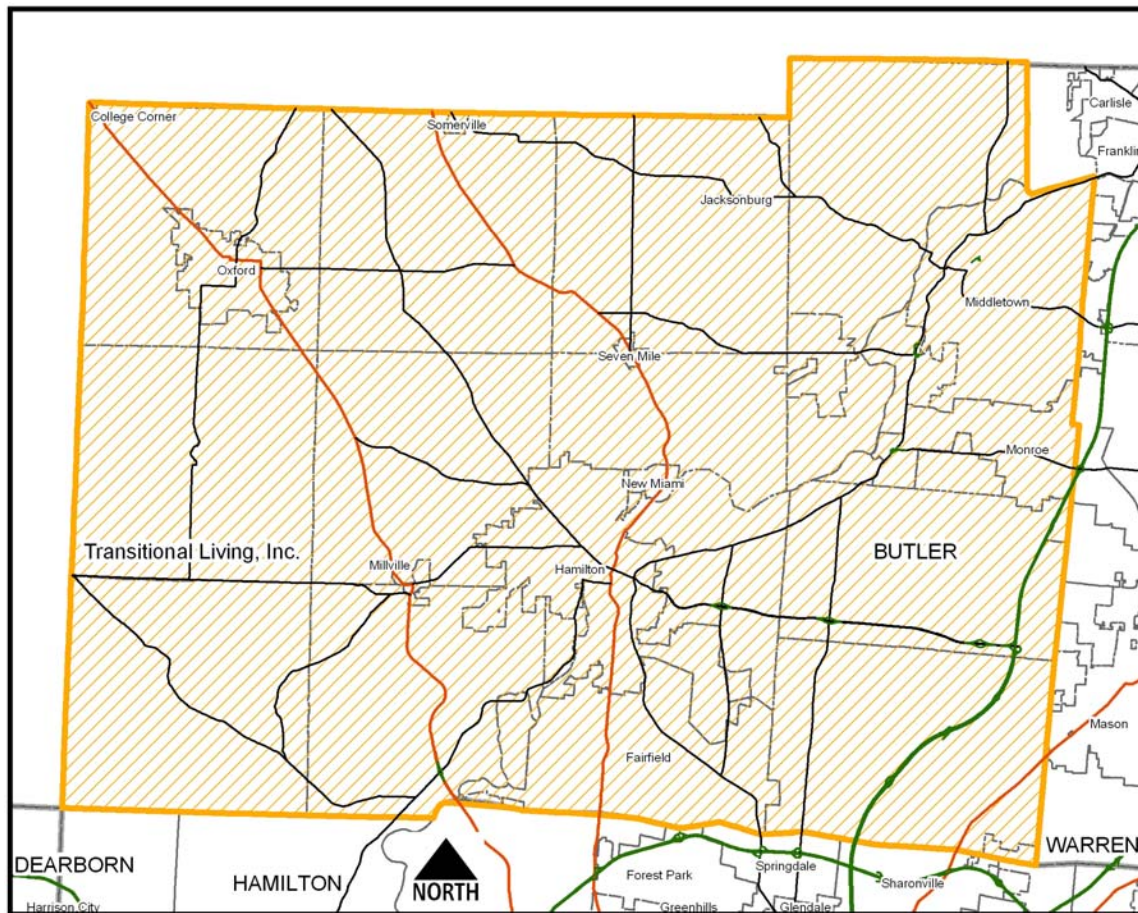 College Corner
Somerville
Carlisle
Franklin
Jacksonburg
Oxford
Middletown
Seven Mile
Monroe
New Miami
Transitional Living, Inc.
BUTLER
Millville
Hamilton
Mason
Fairfield
WARREN
DEARBORN
HAMILTON
NORTH
Forest Park
Springdale
Sharonville
Harrison City
Greenhills
Glendale